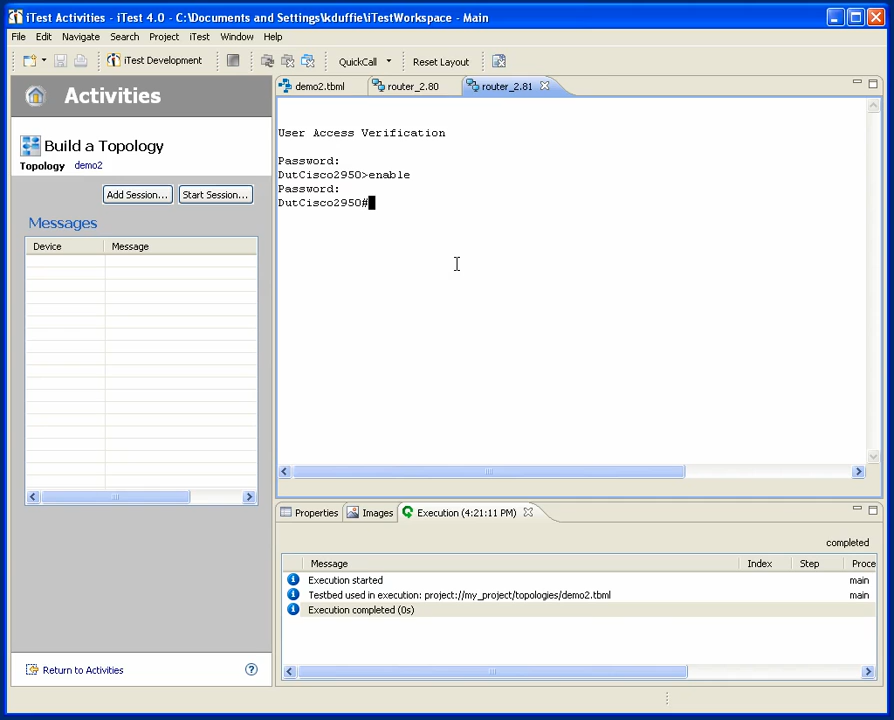 iTest Activities - iTest 4.0 - C:\Documents and Settings\kduffie\iTestWorkspace - Main
File Edit Navigate Search Project iTest Window Help
iTest Development QuickCall Reset Layout
Activities
demo2.tbml router_2.80 router_2.81
Build a Topology
Topology demo2
Add Session... Start Session...
Messages
Device Message
User Access Verification
Password:
DutCisco2950>enable
Password:
DutCisco2950#
Properties Images Execution (4:21:11 PM)
completed
Message Index Step Proce
Execution started main
Testbed used in execution: project://my_project/topologies/demo2.tbml main
Execution completed (0s)
Return to Activities